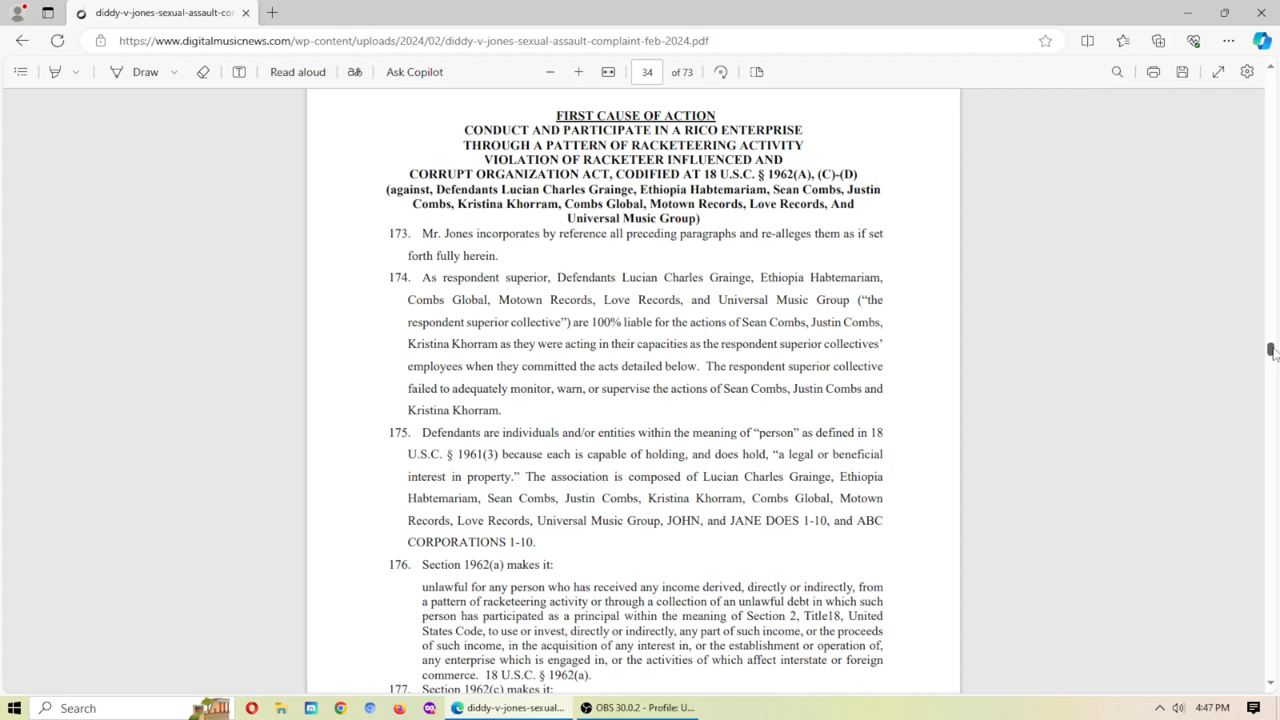 diddy-v-jones-sexual-assault-com
https://www.digitalmusicnews.com/wp-content/uploads/2024/02/diddy-v-jones-sexual-assault-complaint-feb-2024.pdf
Draw
Read aloud
Ask Copilot
34 of 73
FIRST CAUSE OF ACTION
CONDUCT AND PARTICIPATE IN A RICO ENTERPRISE
THROUGH A PATTERN OF RACKETEERING ACTIVITY
VIOLATION OF RACKETEER INFLUENCED AND
CORRUPT ORGANIZATION ACT, CODIFIED AT 18 U.S.C. § 1962(A), (C)-(D)
(against, Defendants Lucian Charles Grainge, Ethiopia Habtemariam, Sean Combs, Justin
Combs, Kristina Khorram, Combs Global, Motown Records, Love Records, And
Universal Music Group)
173. Mr. Jones incorporates by reference all preceding paragraphs and re-alleges them as if set
forth fully herein.
174. As respondent superior, Defendants Lucian Charles Grainge, Ethiopia Habtemariam,
Combs Global, Motown Records, Love Records, and Universal Music Group (“the
respondent superior collective”) are 100% liable for the actions of Sean Combs, Justin Combs,
Kristina Khorram as they were acting in their capacities as the respondent superior collectives’
employees when they committed the acts detailed below. The respondent superior collective
failed to adequately monitor, warn, or supervise the actions of Sean Combs, Justin Combs and
Kristina Khorram.
175. Defendants are individuals and/or entities within the meaning of “person” as defined in 18
U.S.C. § 1961(3) because each is capable of holding, and does hold, “a legal or beneficial
interest in property.” The association is composed of Lucian Charles Grainge, Ethiopia
Habtemariam, Sean Combs, Justin Combs, Kristina Khorram, Combs Global, Motown
Records, Love Records, Universal Music Group, JOHN, and JANE DOES 1-10, and ABC
CORPORATIONS 1-10.
176. Section 1962(a) makes it:
unlawful for any person who has received any income derived, directly or indirectly, from
a pattern of racketeering activity or through a collection of an unlawful debt in which such
person has participated as a principal within the meaning of Section 2, Title18, United
States Code, to use or invest, directly or indirectly, any part of such income, or the proceeds
of such income, in the acquisition of any interest in, or the establishment or operation of,
any enterprise which is engaged in, or the activities of which affect interstate or foreign
commerce. 18 U.S.C. § 1962(a).
177. Section 1962(c) makes it:
Search
diddy-v-jones-sexual...
OBS 30.0.2 - Profile: U...
4:47 PM